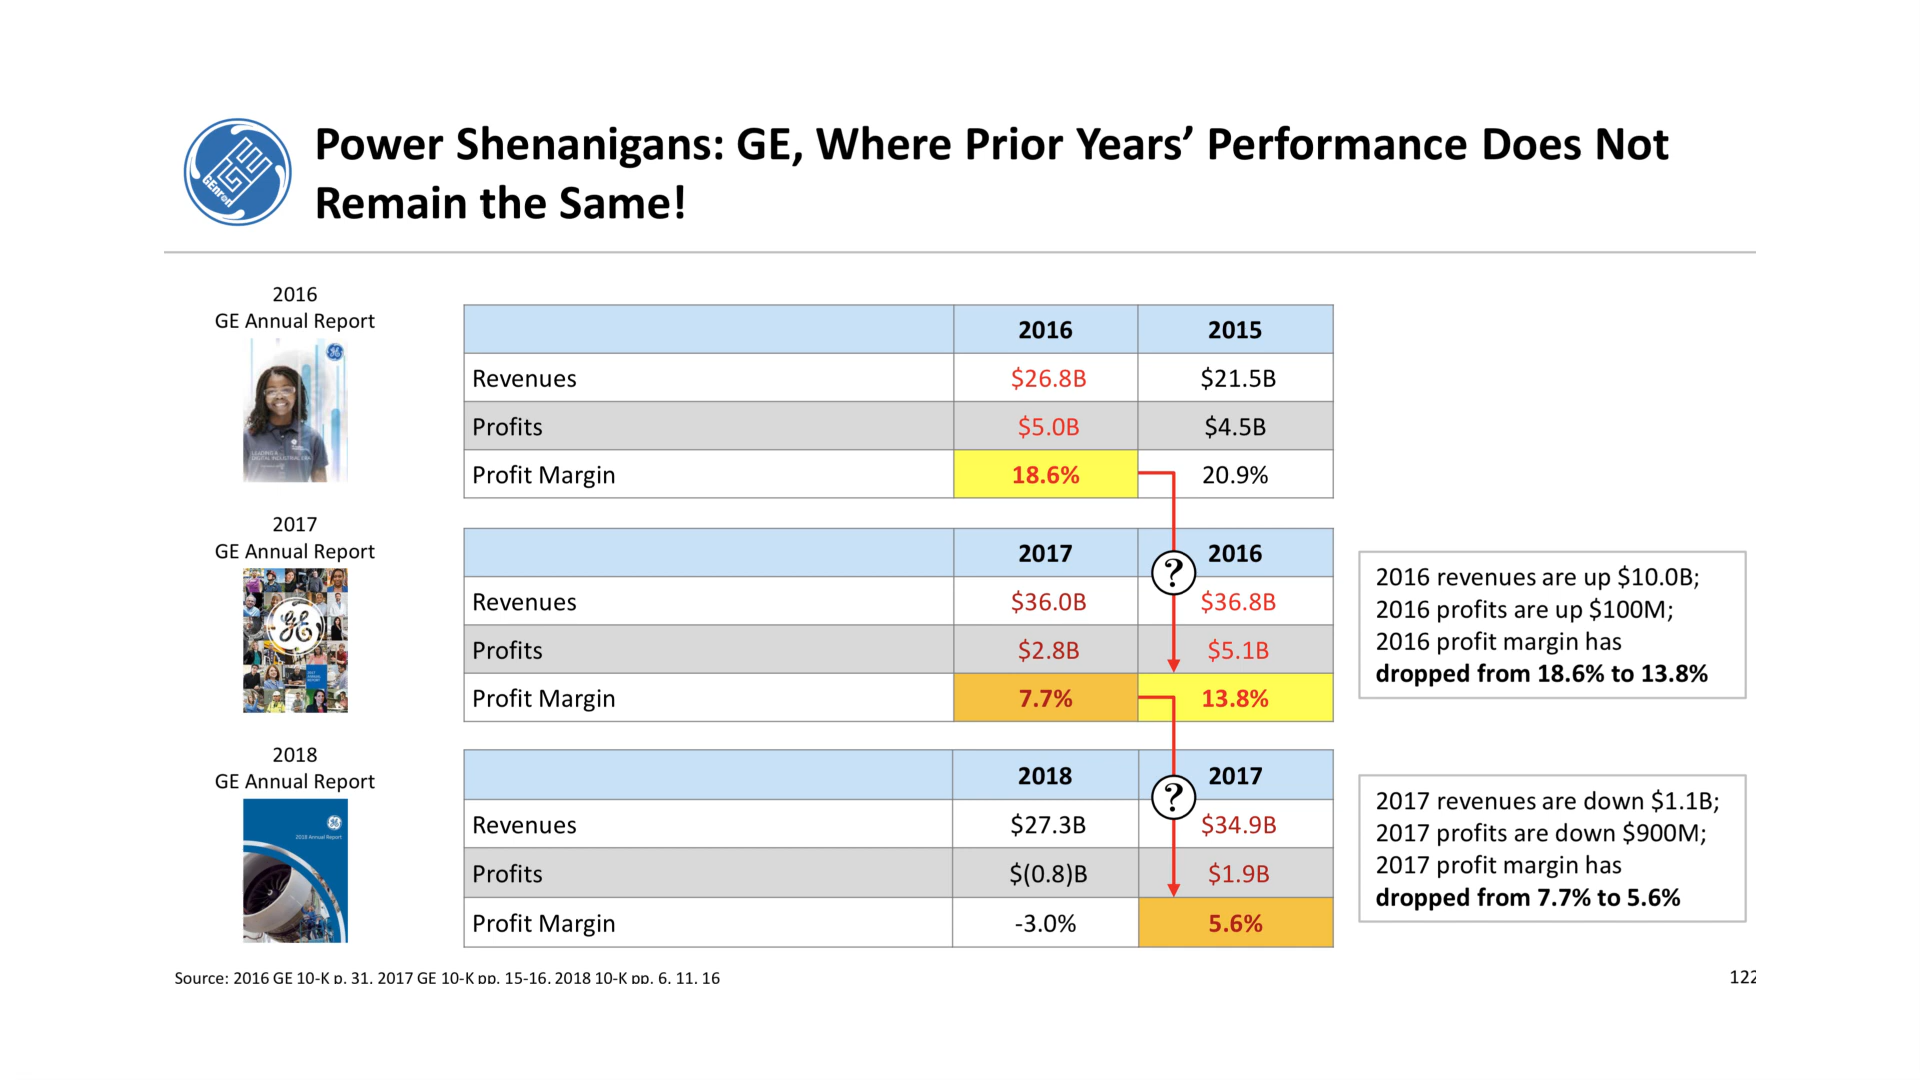 GEnron
Power Shenanigans: GE, Where Prior Years’ Performance Does Not
Remain the Same!
2016
GE Annual Report
2016 2015
Revenues $26.8B $21.5B
Profits $5.0B $4.5B
Profit Margin 18.6% 20.9%
2017
GE Annual Report
2017 ? 2016
Revenues $36.0B $36.8B
Profits $2.8B $5.1B
Profit Margin 7.7% 13.8%
2016 revenues are up $10.0B;
2016 profits are up $100M;
2016 profit margin has
dropped from 18.6% to 13.8%
2018
GE Annual Report
2018 Annual Report
2018 ? 2017
Revenues $27.3B $34.9B
Profits $(0.8)B $1.9B
Profit Margin -3.0% 5.6%
2017 revenues are down $1.1B;
2017 profits are down $900M;
2017 profit margin has
dropped from 7.7% to 5.6%
Source: 2016 GE 10-K p. 31, 2017 GE 10-K pp. 15-16, 2018 10-K pp. 6, 11, 16
122